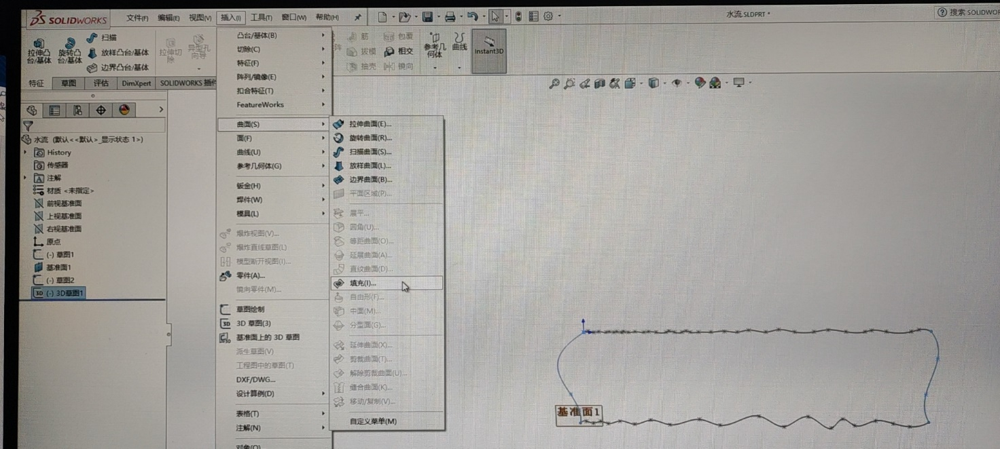 SOLIDWORKS
文件(F) 编辑(E) 视图(V) 插入(I) 工具(T) 窗口(W) 帮助(H)
水流.SLDPRT *
搜索 SOLIDWOR
拉伸凸台/基体
旋转凸台/基体
扫描
放样凸台/基体
边界凸台/基体
拉伸切除
异型孔向导
筋
拔模
抽壳
包覆
相交
镜向
参考几何体
曲线
Instant3D
特征 草图 评估 DimXpert SOLIDWORKS 插件
水流 (默认<<默认>_显示状态 1>)
History
传感器
注解
材质 <未指定>
前视基准面
上视基准面
右视基准面
原点
(-) 草图1
基准面1
(-) 草图2
(-) 3D草图1
凸台/基体(B)
切除(C)
特征(F)
阵列/镜像(E)
扣合特征(T)
FeatureWorks
曲面(S)
面(F)
曲线(U)
参考几何体(G)
钣金(H)
焊件(W)
模具(L)
爆炸视图(V)...
爆炸直线草图(L)
模型断开视图(I)...
零件(A)...
镜向零件(M)...
草图绘制
3D 草图(3)
基准面上的 3D 草图
派生草图(V)
工程图中的草图(T)
DXF/DWG...
设计算例(D)
表格(T)
注解(N)
对象(O)
拉伸曲面(E)...
旋转曲面(R)...
扫描曲面(S)...
放样曲面(L)...
边界曲面(B)...
平面区域(P)...
展平...
圆角(U)...
等距曲面(O)...
延展曲面(A)...
直纹曲面(D)...
填充(I)...
自由形(F)...
中面(M)...
分型面(G)...
延伸曲面(X)...
剪裁曲面(T)...
解除剪裁曲面(U)...
缝合曲面(K)...
移动/复制(V)...
自定义菜单(M)
基准面1